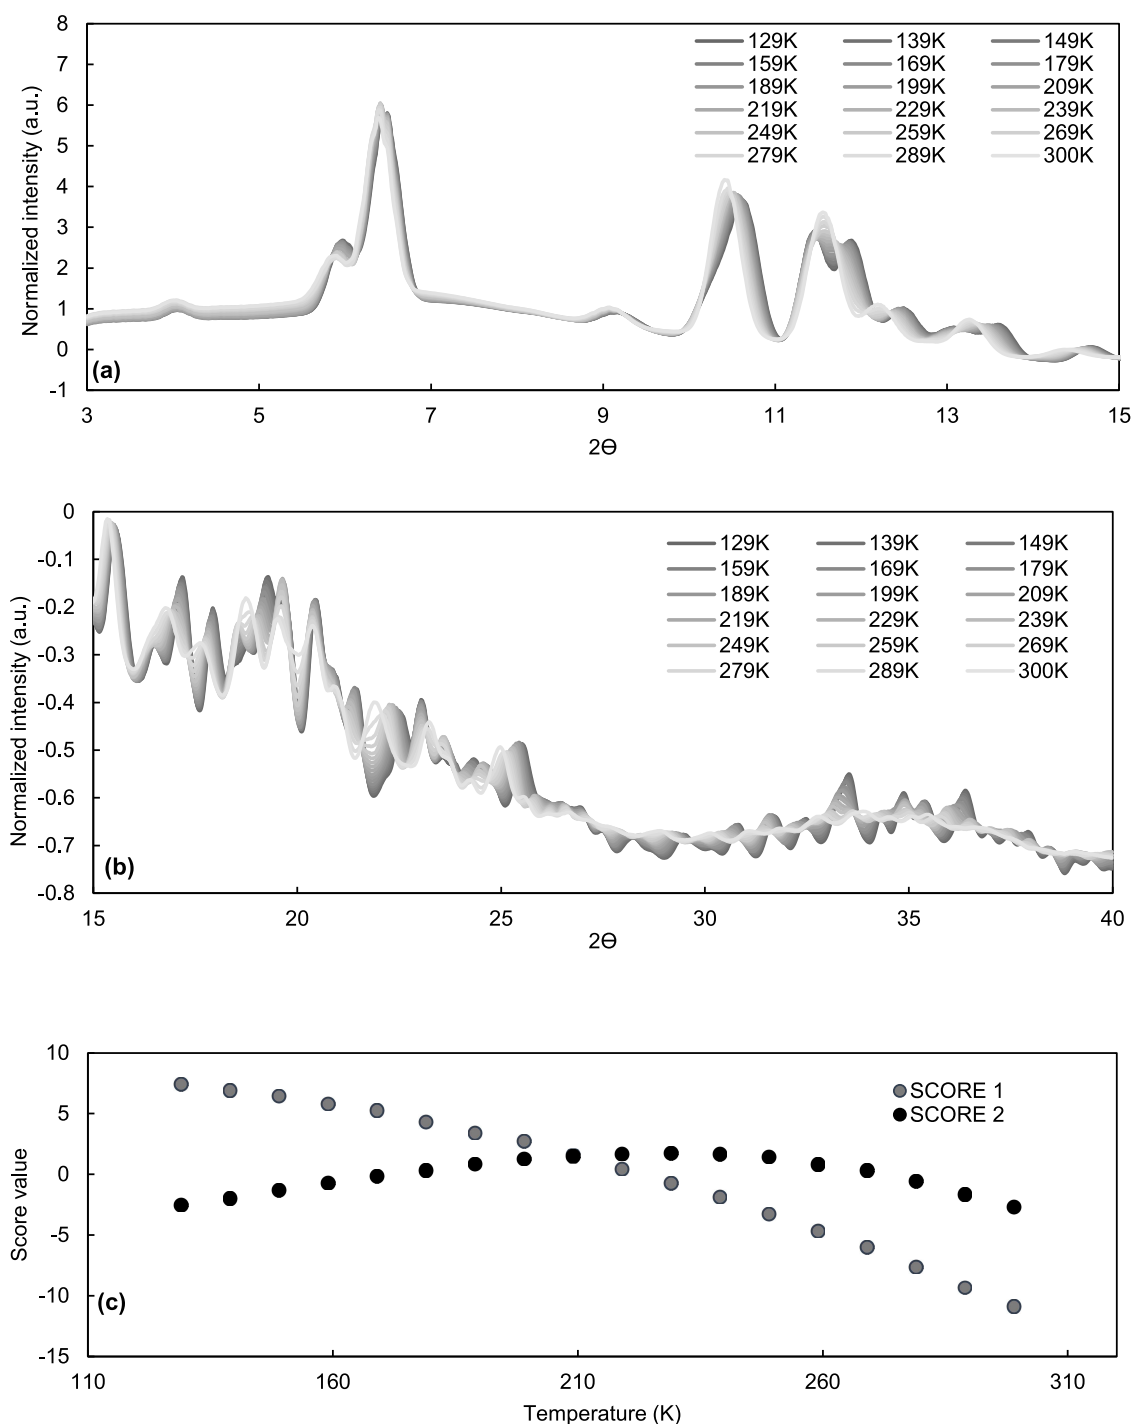 8
7
6
5
4
3
2
1
0
-1
Normalized intensity (a.u.)
129K 139K 149K
159K 169K 179K
189K 199K 209K
219K 229K 239K
249K 259K 269K
279K 289K 300K
(a)
3 5 7 9 11 13 15
2Ө
0
-0.1
-0.2
-0.3
-0.4
-0.5
-0.6
-0.7
-0.8
Normalized intensity (a.u.)
129K 139K 149K
159K 169K 179K
189K 199K 209K
219K 229K 239K
249K 259K 269K
279K 289K 300K
(b)
15 20 25 30 35 40
2Ө
10
5
0
-5
-10
-15
Score value
SCORE 1
SCORE 2
(c)
110 160 210 260 310
Temperature (K)